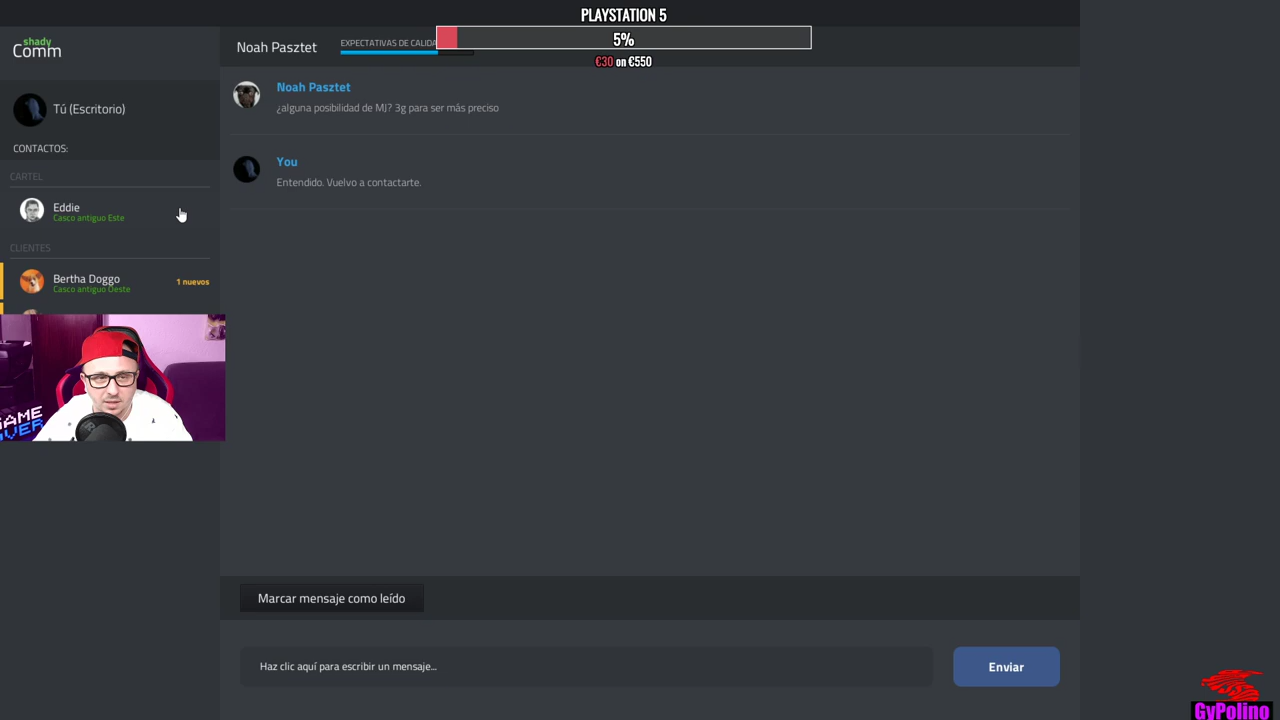 PLAYSTATION 5
5%
€30 on €550
shady
Comm
Noah Pasztet
EXPECTATIVAS DE CALIDA
Tú (Escritorio)
CONTACTOS:
CARTEL
Eddie
Casco antiguo Este
CLIENTES
Bertha Doggo
Casco antiguo Oeste
1 nuevos
Noah Pasztet
¿alguna posibilidad de MJ? 3g para ser más preciso
You
Entendido. Vuelvo a contactarte.
GAME
OVER
Marcar mensaje como leído
Haz clic aquí para escribir un mensaje...
Enviar
GyPolino